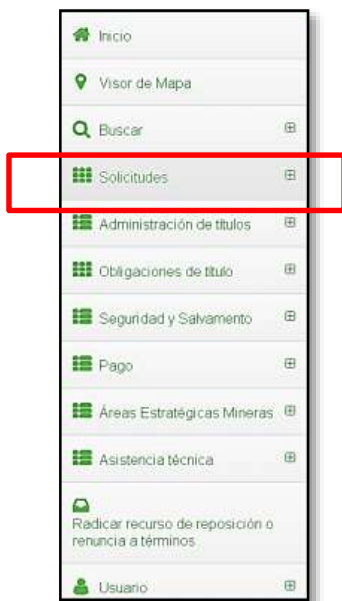 Inicio
Visor de Mapa
Buscar
Solicitudes
Administración de títulos
Obligaciones de título
Seguridad y Salvamento
Pago
Áreas Estratégicas Mineras
Asistencia técnica
Radicar recurso de reposición o
renuncia a términos
Usuario